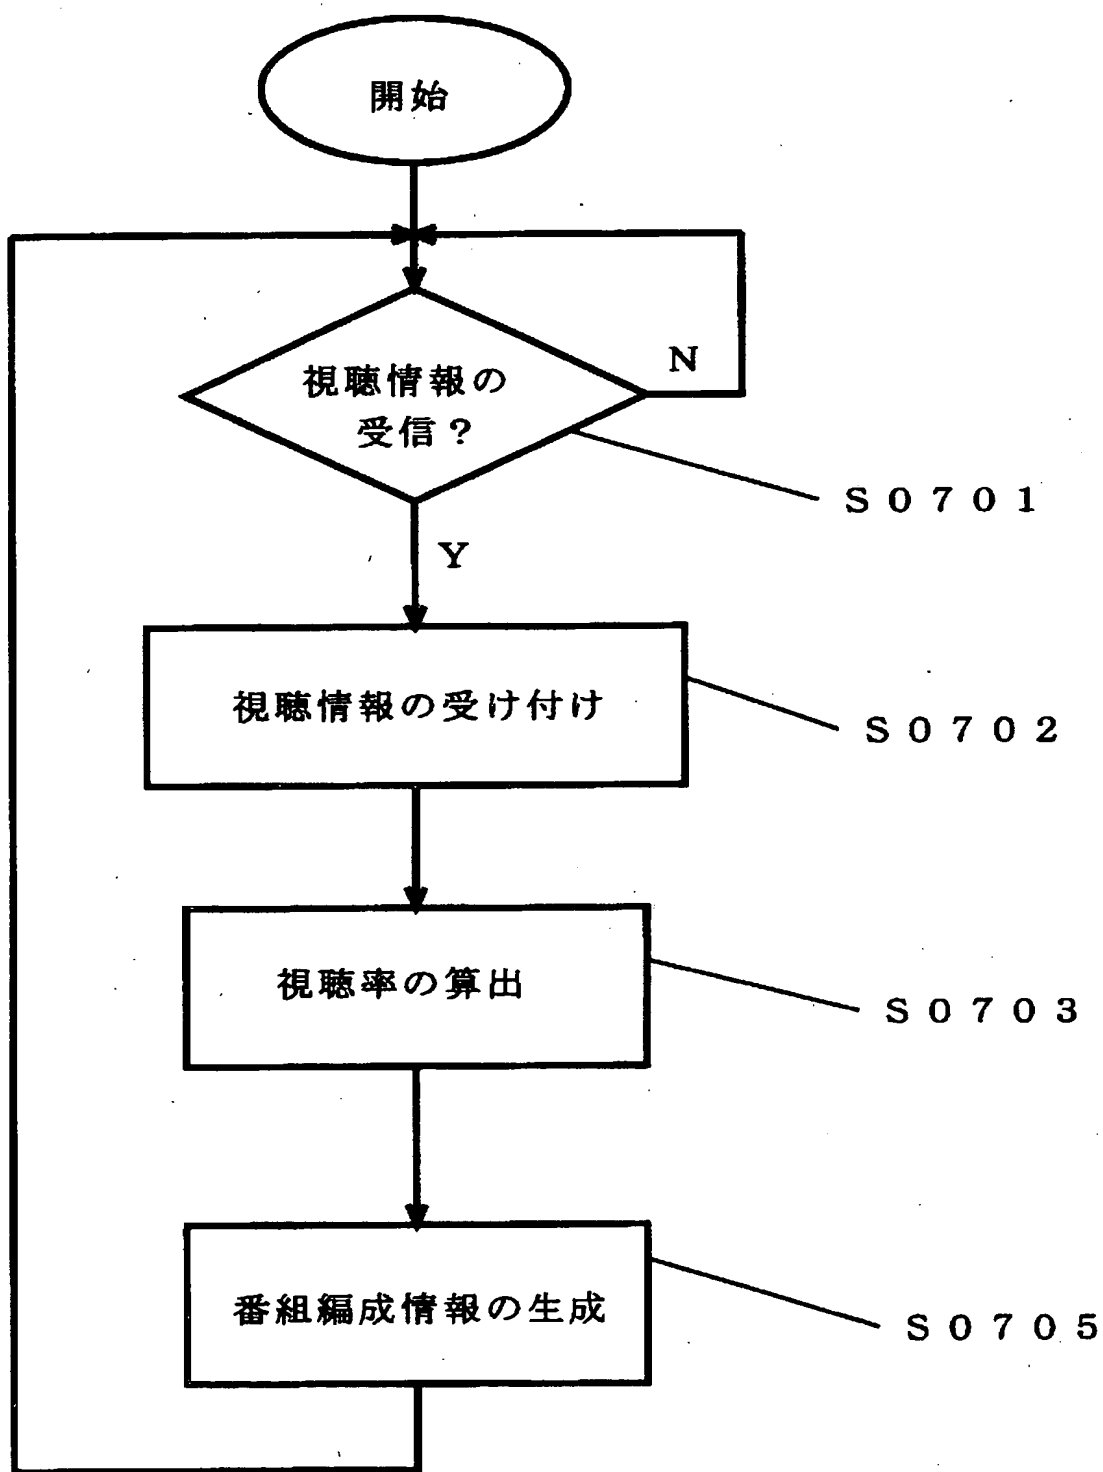 開始
視聴情報の
受信？
N
S０７０１
Y
視聴情報の受け付け
S０７０２
視聴率の算出
S０７０３
番組編成情報の生成
S０７０５